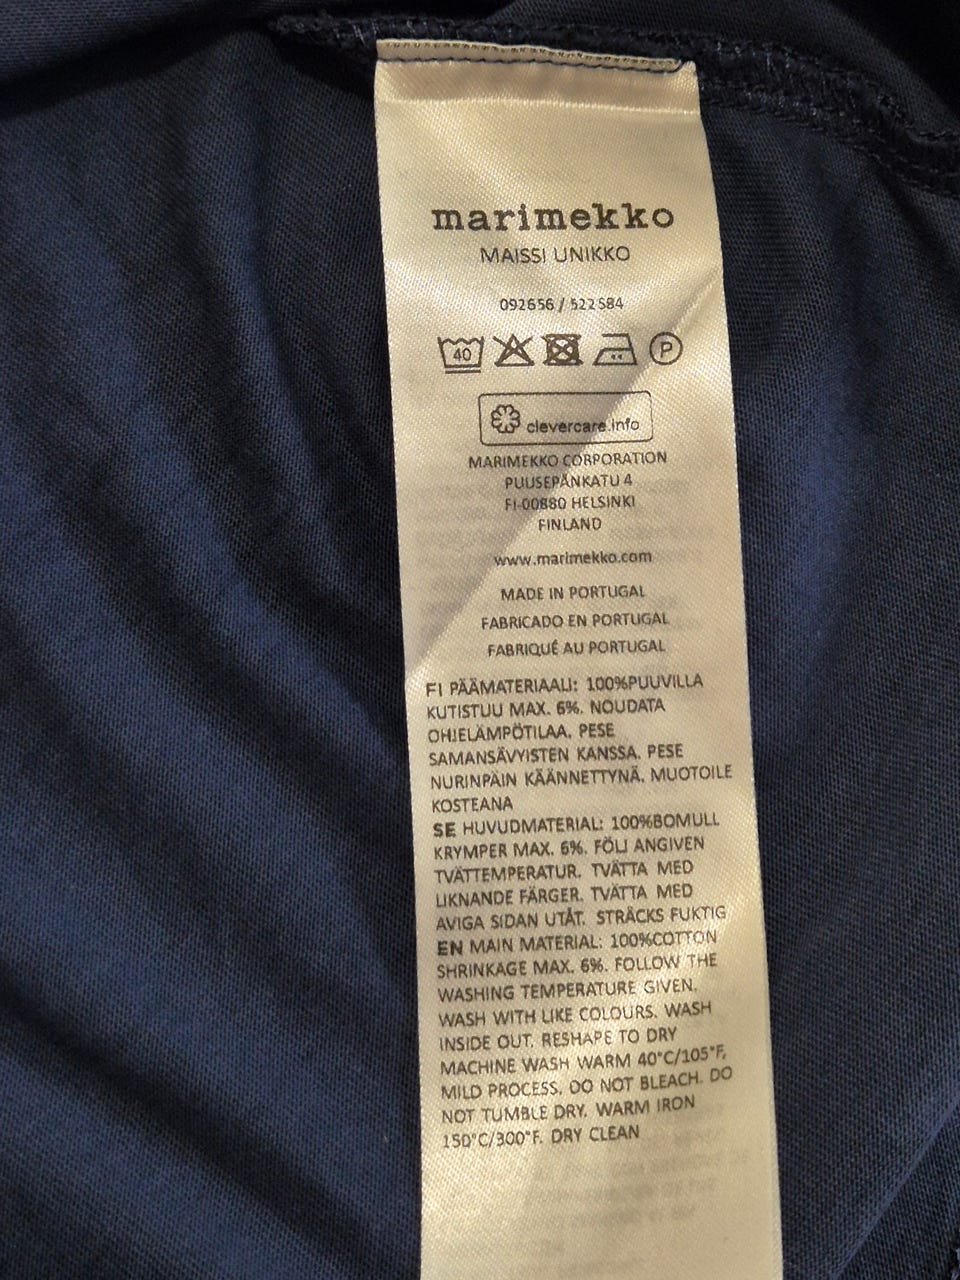 marimekko
MAISSI UNIKKO
092656 / 522584
40 P
clevercare.info
MARIMEKKO CORPORATION
PUUSEPÄNKATU 4
FI-00880 HELSINKI
FINLAND
www.marimekko.com
MADE IN PORTUGAL
FABRICADO EN PORTUGAL
FABRIQUÉ AU PORTUGAL
FI PÄÄMATERIAALI: 100%PUUVILLA
KUTISTUU MAX. 6%. NOUDATA
OHJELÄMPÖTILAA. PESE
SAMANSÄVYISTEN KANSSA. PESE
NURINPÄIN KÄÄNNETTYNÄ. MUOTOILE
KOSTEANA
SE HUVUDMATERIAL: 100%BOMULL
KRYMPER MAX. 6%. FÖLJ ANGIVEN
TVÄTTEMPERATUR. TVÄTTA MED
LIKNANDE FÄRGER. TVÄTTA MED
AVIGA SIDAN UTÅT. STRÄCKS FUKTIG
EN MAIN MATERIAL: 100%COTTON
SHRINKAGE MAX. 6%. FOLLOW THE
WASHING TEMPERATURE GIVEN.
WASH WITH LIKE COLOURS. WASH
INSIDE OUT. RESHAPE TO DRY
MACHINE WASH WARM 40°C/105°F,
MILD PROCESS. DO NOT BLEACH. DO
NOT TUMBLE DRY. WARM IRON
150°C/300°F. DRY CLEAN